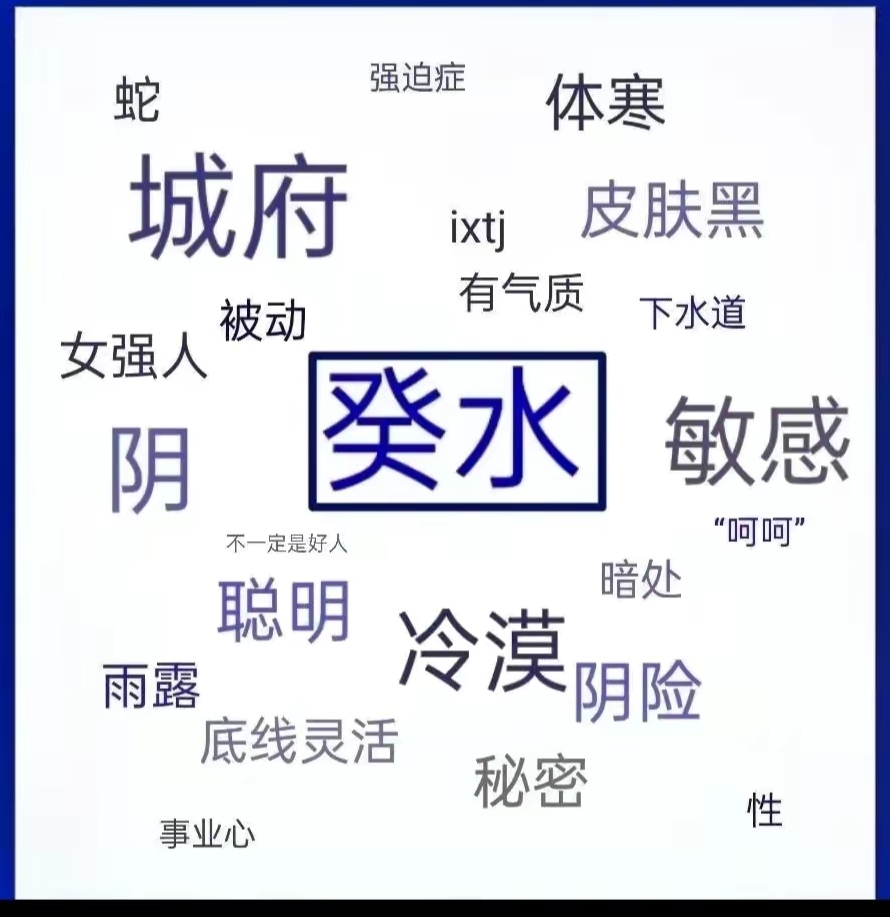 强迫症
蛇
体寒
城府
皮肤黑
ixtj
有气质
下水道
被动
女强人
癸水
敏感
阴
“呵呵”
不一定是好人
暗处
聪明
冷漠
雨露
阴险
底线灵活
秘密
性
事业心